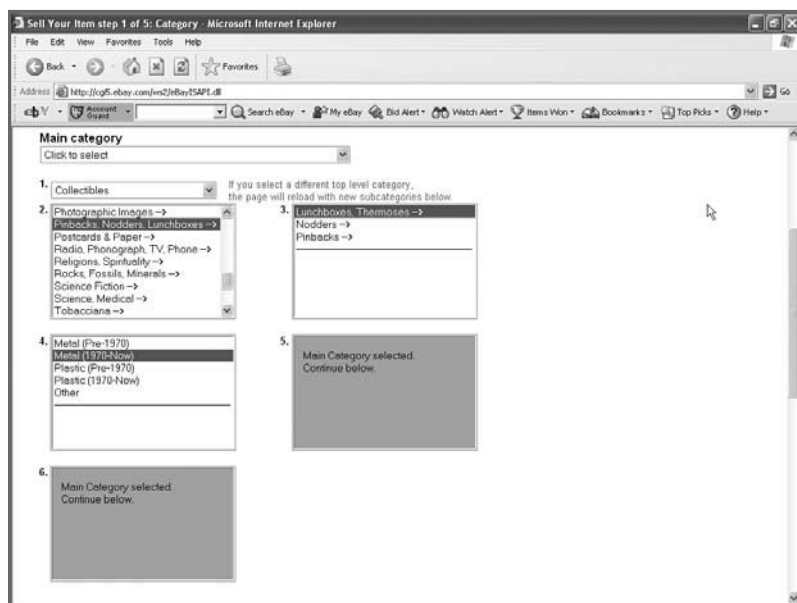 Sell Your Item step 1 of 5: Category - Microsoft Internet Explorer
File Edit View Favorites Tools Help
Back Favorites
Address http://cgi5.ebay.com/ws2/eBayISAPI.dll Go
ebY Account Guard Search eBay My eBay Bid Alert Watch Alert Items Won Bookmarks Top Picks Help
Main category
Click to select
1. Collectibles
If you select a different top level category,
the page will reload with new subcategories below.
2. Photographic Images –>
Pinbacks, Nodders, Lunchboxes –>
Postcards & Paper –>
Radio, Phonograph, TV, Phone –>
Religions, Spirituality –>
Rocks, Fossils, Minerals –>
Science Fiction –>
Science, Medical –>
Tobacciana –>
3. Lunchboxes, Thermoses –>
Nodders –>
Pinbacks –>
4. Metal (Pre-1970)
Metal (1970-Now)
Plastic (Pre-1970)
Plastic (1970-Now)
Other
5. Main Category selected.
Continue below.
6. Main Category selected.
Continue below.